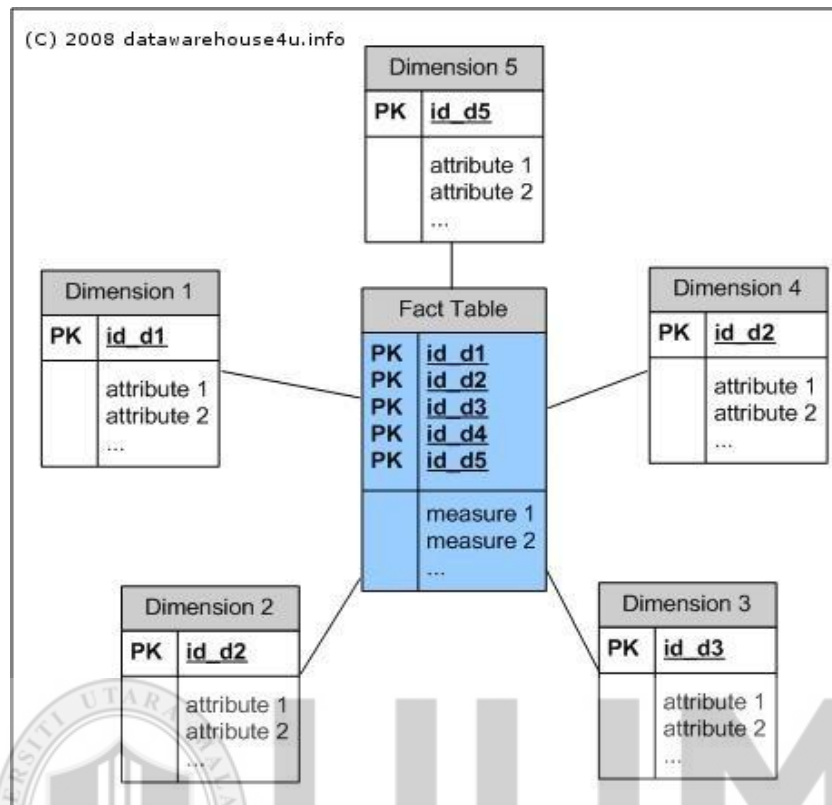 (C) 2008 datawarehouse4u.info
Dimension 5
PK id_d5
attribute 1
attribute 2
...
Dimension 1
PK id_d1
attribute 1
attribute 2
...
Fact Table
PK id_d1
PK id_d2
PK id_d3
PK id_d4
PK id_d5
measure 1
measure 2
...
Dimension 4
PK id_d2
attribute 1
attribute 2
...
Dimension 2
PK id_d2
attribute 1
attribute 2
...
Dimension 3
PK id_d3
attribute 1
attribute 2
...
UTARA